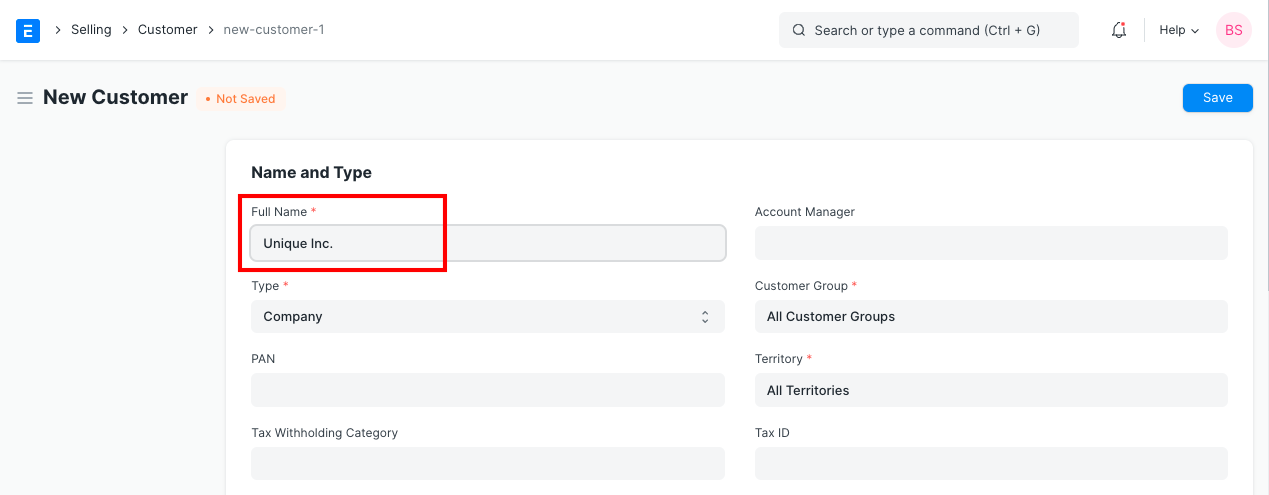 E > Selling > Customer > new-customer-1 Search or type a command (Ctrl + G) Help BS
New Customer • Not Saved Save
Name and Type
Full Name * Account Manager
Unique Inc.
Type * Customer Group *
Company All Customer Groups
PAN Territory *
All Territories
Tax Withholding Category Tax ID